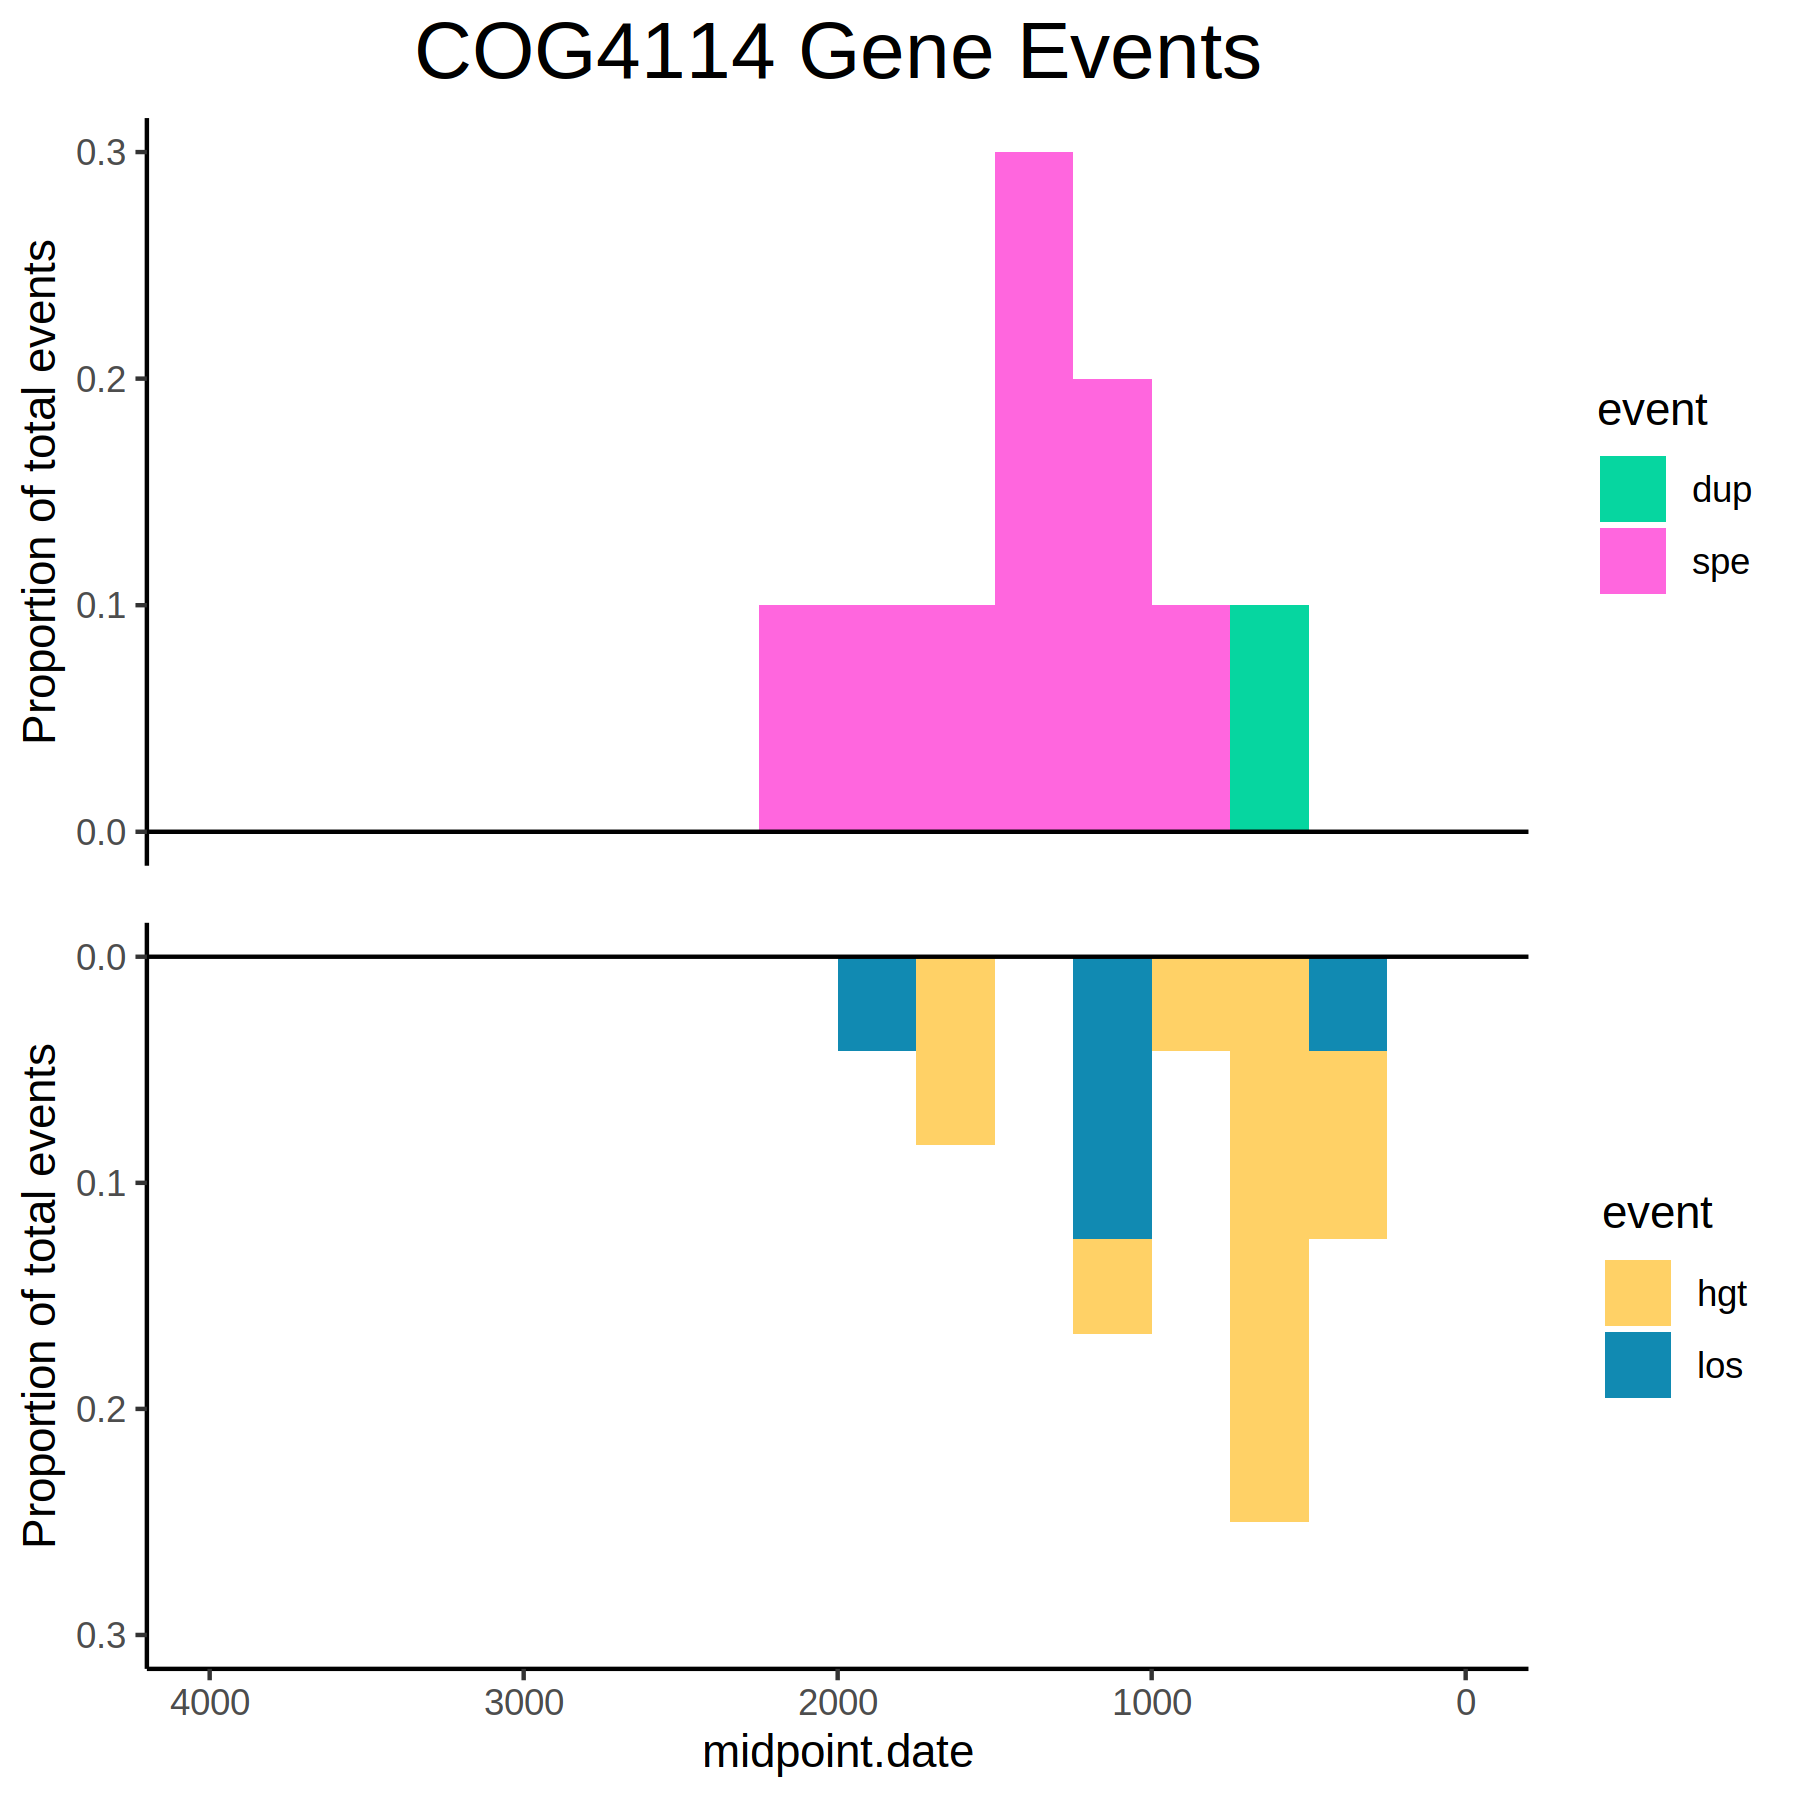 COG4114 Gene Events
Proportion of total events
0.3
0.2
0.1
0.0
event
dup
spe
Proportion of total events
0.0
0.1
0.2
0.3
event
hgt
los
4000 3000 2000 1000 0
midpoint.date